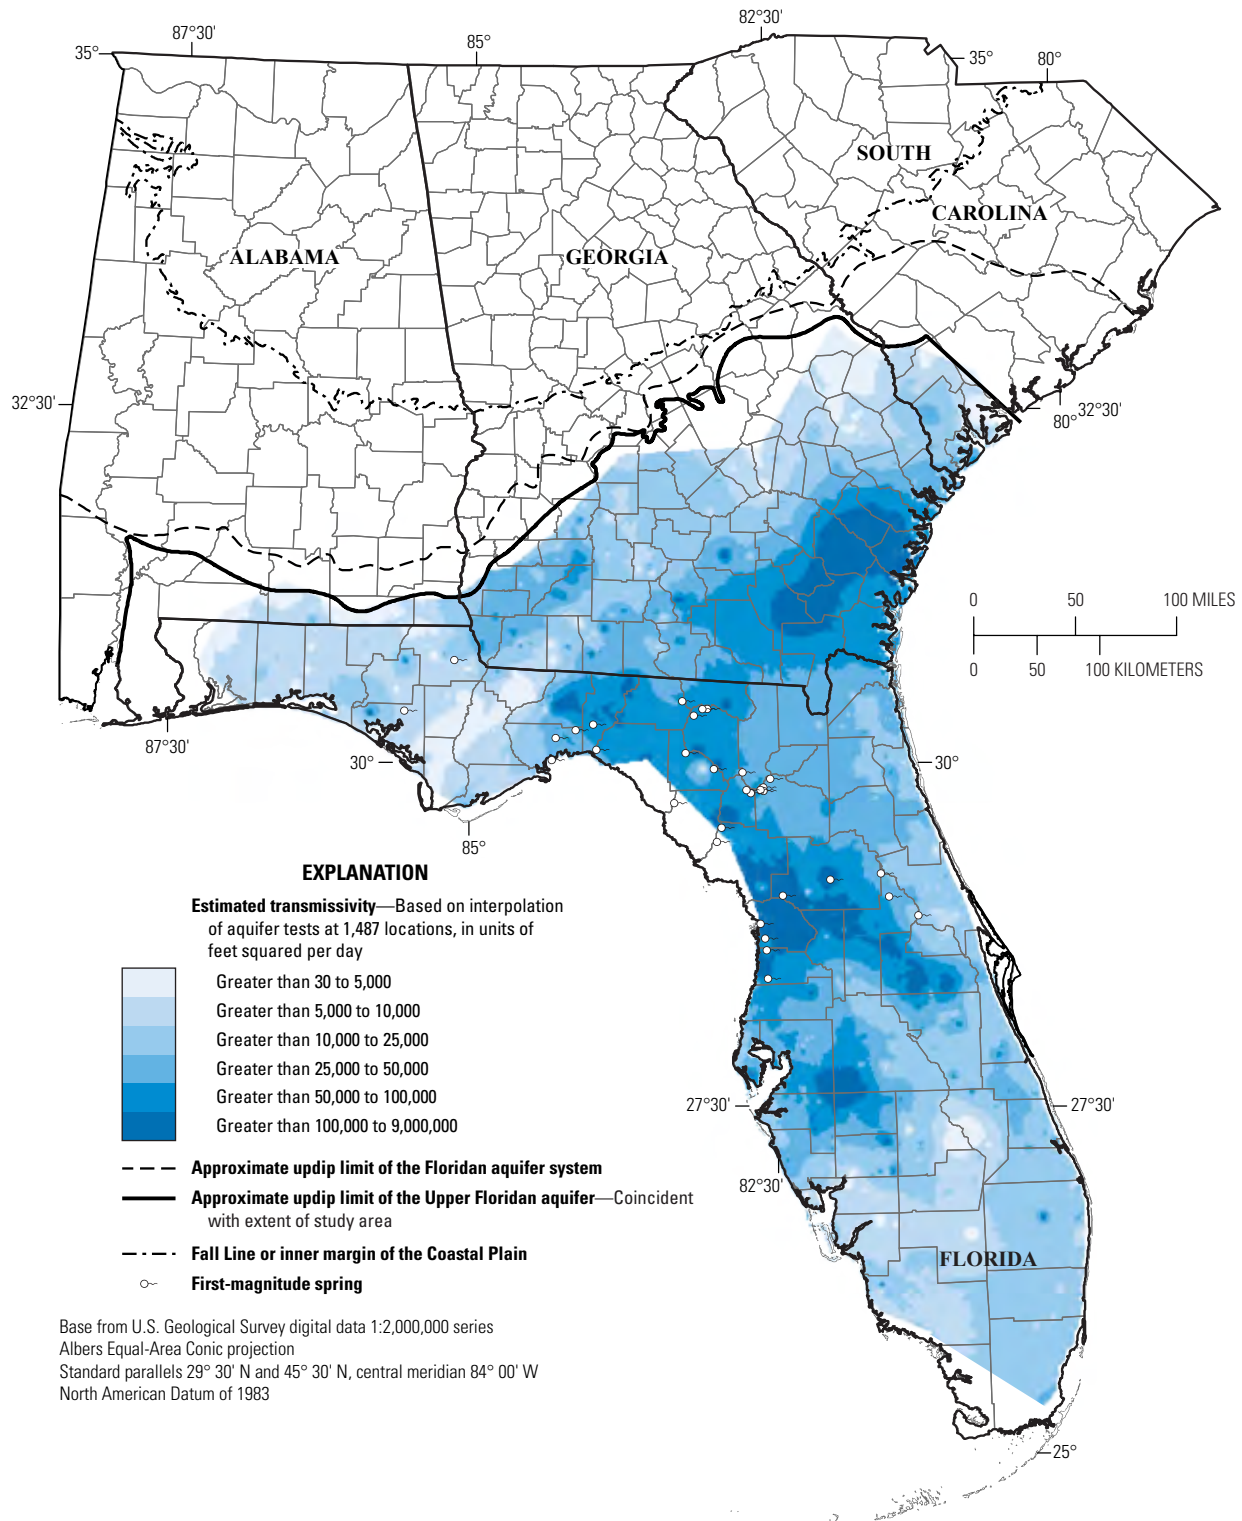 82°30'
87°30'
85°
35°
35°
80°
SOUTH
CAROLINA
ALABAMA
GEORGIA
32°30'
32°30'
80°
0 50 100 MILES
0 50 100 KILOMETERS
87°30'
30°
30°
85°
EXPLANATION
Estimated transmissivity—Based on interpolation
of aquifer tests at 1,487 locations, in units of
feet squared per day
Greater than 30 to 5,000
Greater than 5,000 to 10,000
Greater than 10,000 to 25,000
Greater than 25,000 to 50,000
Greater than 50,000 to 100,000
Greater than 100,000 to 9,000,000
Approximate updip limit of the Floridan aquifer system
Approximate updip limit of the Upper Floridan aquifer—Coincident
with extent of study area
Fall Line or inner margin of the Coastal Plain
First-magnitude spring
27°30'
27°30'
82°30'
FLORIDA
25°
Base from U.S. Geological Survey digital data 1:2,000,000 series
Albers Equal-Area Conic projection
Standard parallels 29° 30' N and 45° 30' N, central meridian 84° 00' W
North American Datum of 1983